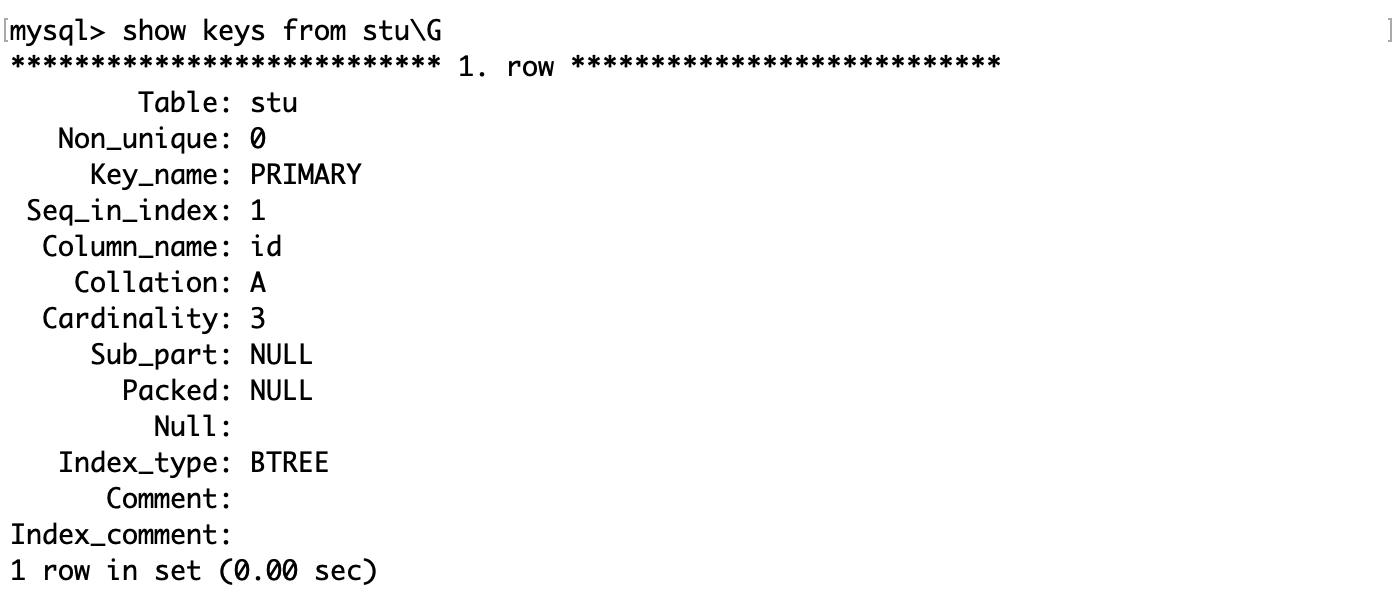 [mysql> show keys from stu\G ]
*************************** 1. row ***************************
        Table: stu
   Non_unique: 0
     Key_name: PRIMARY
 Seq_in_index: 1
  Column_name: id
    Collation: A
  Cardinality: 3
     Sub_part: NULL
       Packed: NULL
         Null:
   Index_type: BTREE
      Comment:
Index_comment:
1 row in set (0.00 sec)